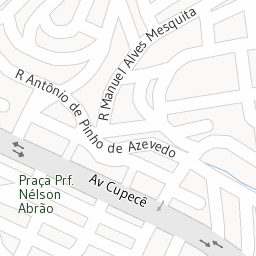 R Manuel Alves Mesquita
R Antônio de Pinho de Azevedo
Praça Prf.
Nélson
Abrão
Av Cupecê